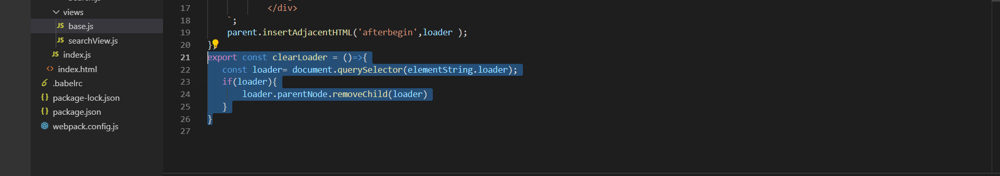 views
JS base.js
JS searchView.js
JS index.js
<> index.html
.babelrc
{} package-lock.json
{} package.json
webpack.config.js
17 </div>
18 `;
19 parent.insertAdjacentHTML('afterbegin',loader );
20 };
21 export const clearLoader = ()=>{
22 const loader= document.querySelector(elementString.loader);
23 if(loader){
24 loader.parentNode.removeChild(loader)
25 }
26 }
27